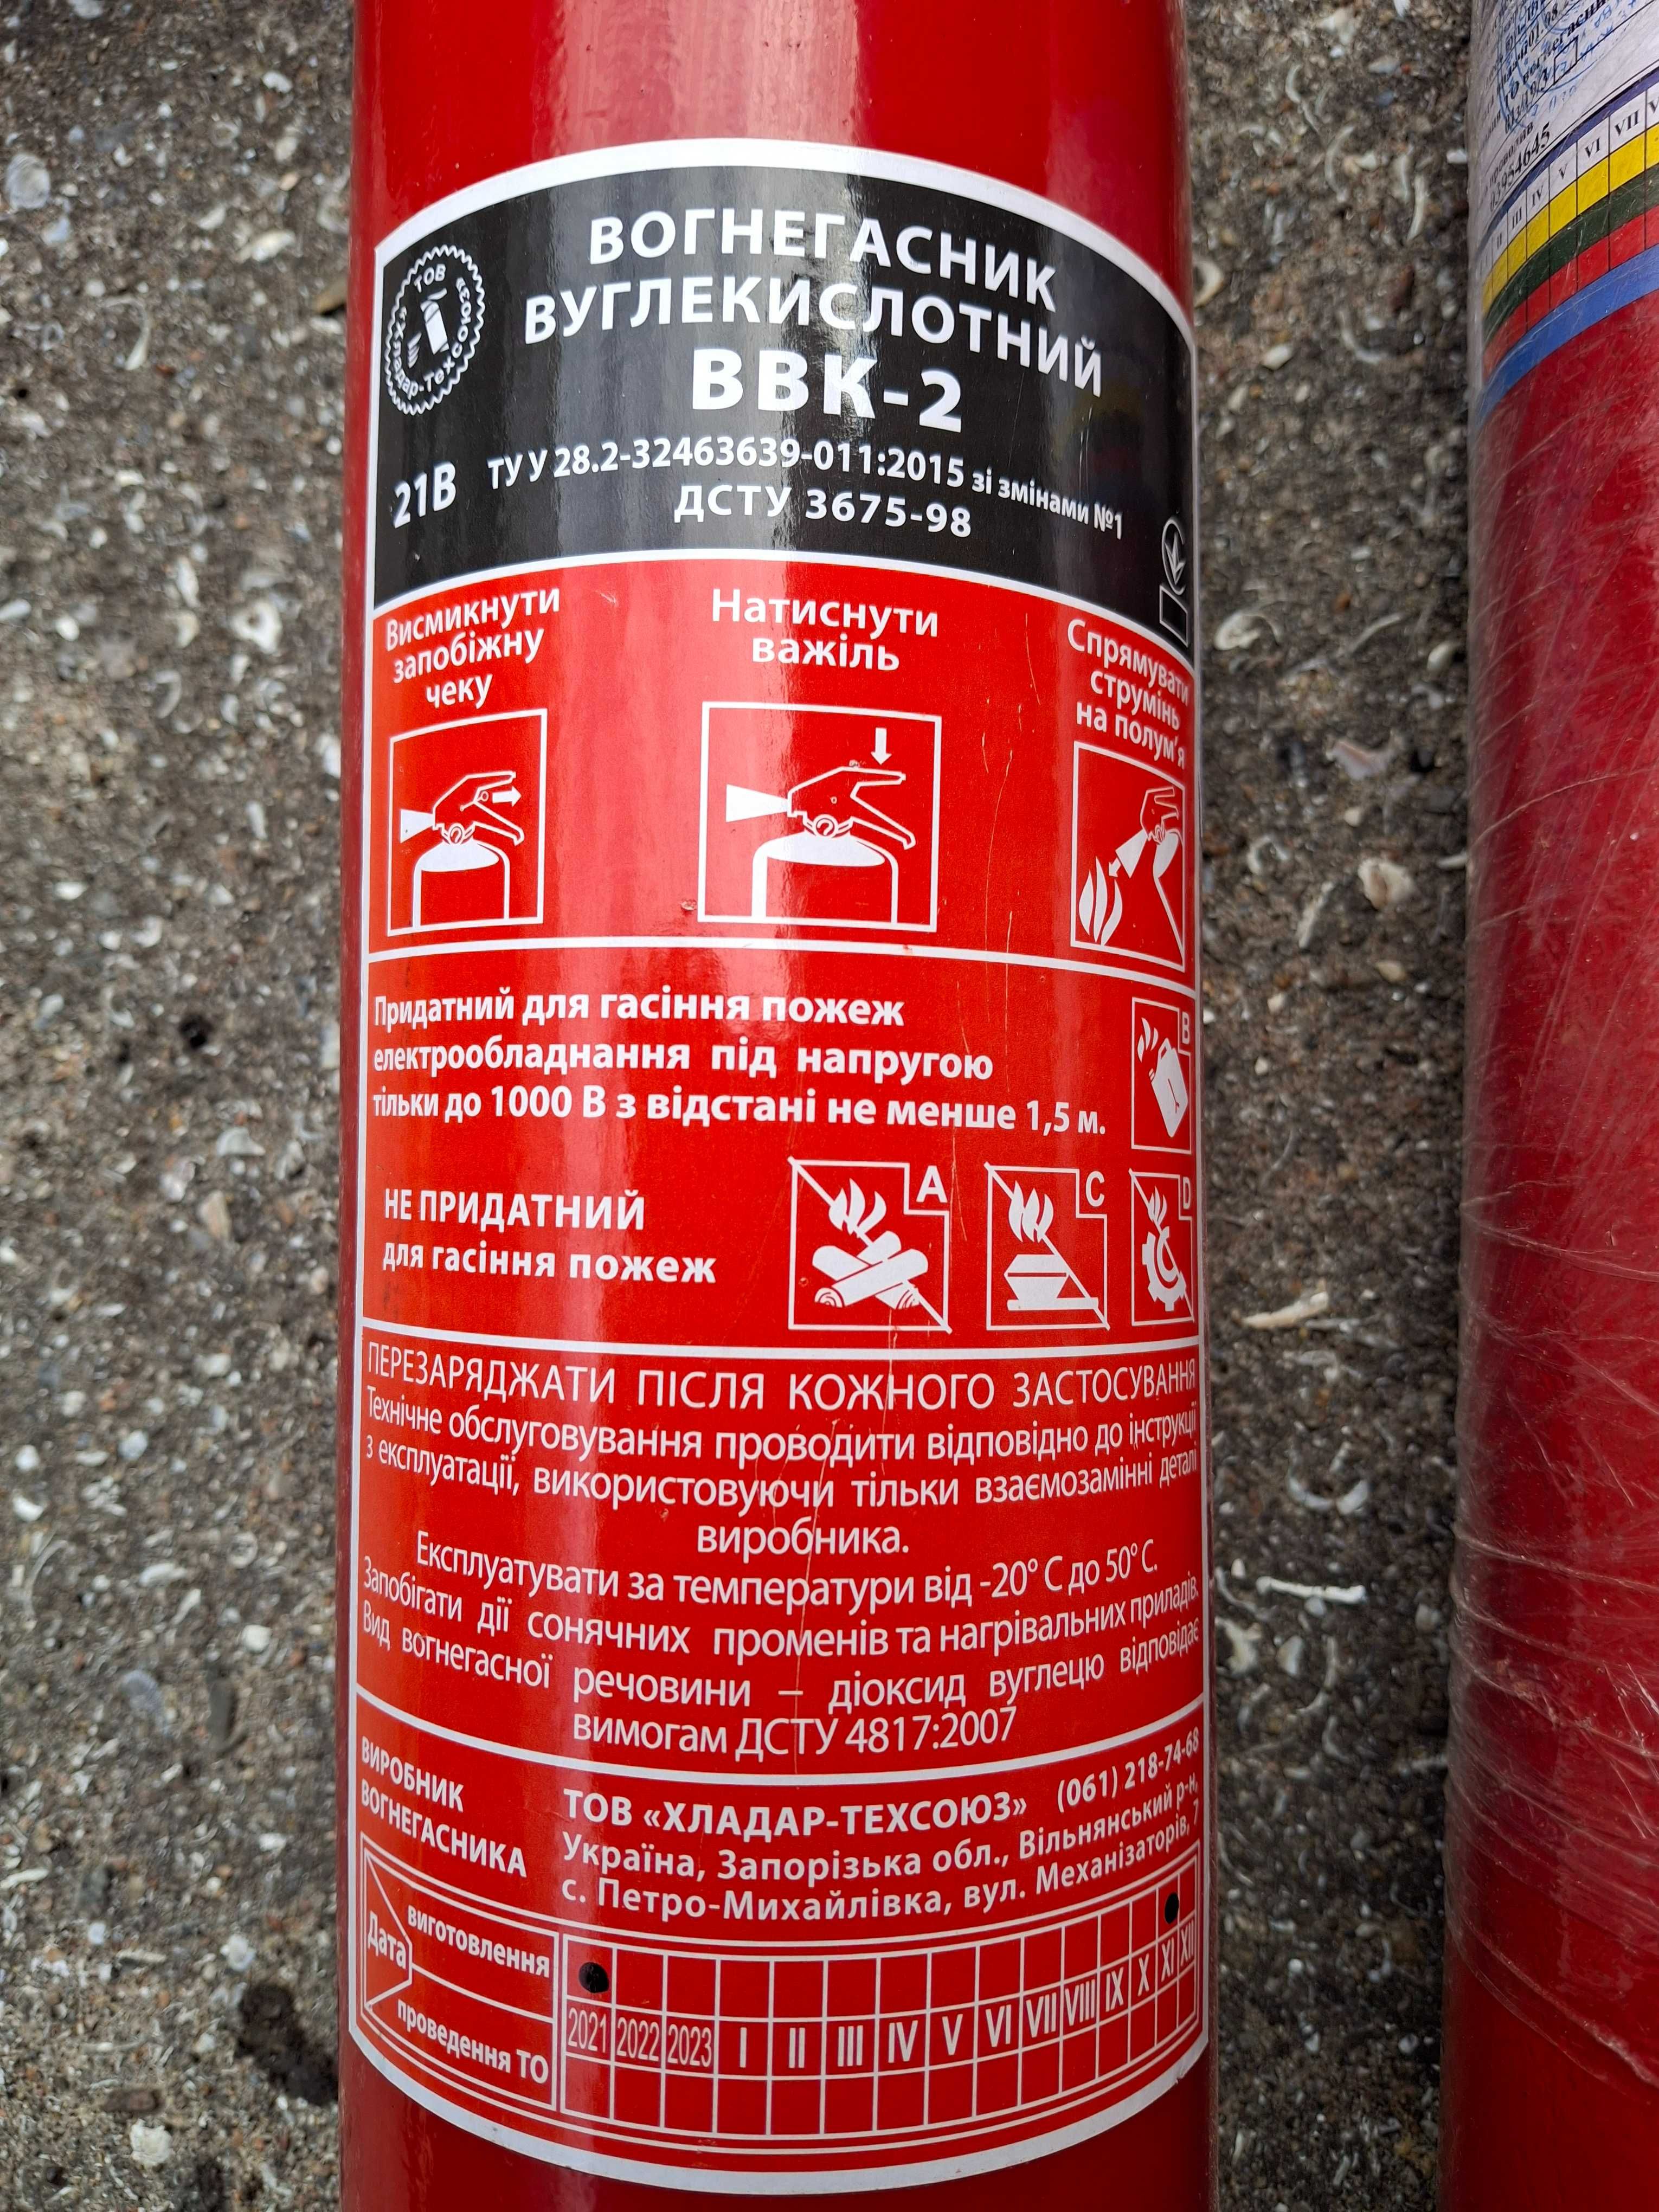 ВОГНЕГАСНИК
ВУГЛЕКИСЛОТНИЙ
ВВК-2
ТОВ
«Хладар-Техсоюз»
21В
ТУ У 28.2-32463639-011:2015 зі змінами №1
ДСТУ 3675-98
Висмикнути
запобіжну
чеку
Натиснути
важіль
Спрямувати
струмінь
на полум'я
Придатний для гасіння пожеж
електрообладнання під напругою
тільки до 1000 В з відстані не менше 1,5 м.
B
НЕ ПРИДАТНИЙ
для гасіння пожеж
A
C
D
ПЕРЕЗАРЯДЖАТИ ПІСЛЯ КОЖНОГО ЗАСТОСУВАННЯ
Технічне обслуговування проводити відповідно до інструкції
з експлуатації, використовуючи тільки взаємозамінні деталі
виробника.
Експлуатувати за температури від -20° С до 50° С.
Запобігати дії сонячних променів та нагрівальних приладів.
Вид вогнегасної речовини – діоксид вуглецю відповідає
вимогам ДСТУ 4817:2007
ВИРОБНИК
ВОГНЕГАСНИКА
ТОВ «ХЛАДАР-ТЕХСОЮЗ» (061) 218-74-68
Україна, Запорізька обл., Вільнянський р-н,
с. Петро-Михайлівка, вул. Механізаторів, 7
Дата
виготовлення
проведення ТО
2021 2022 2023 I II III IV V VI VII VIII IX X XI XII
03954645
II III IV V VI VII